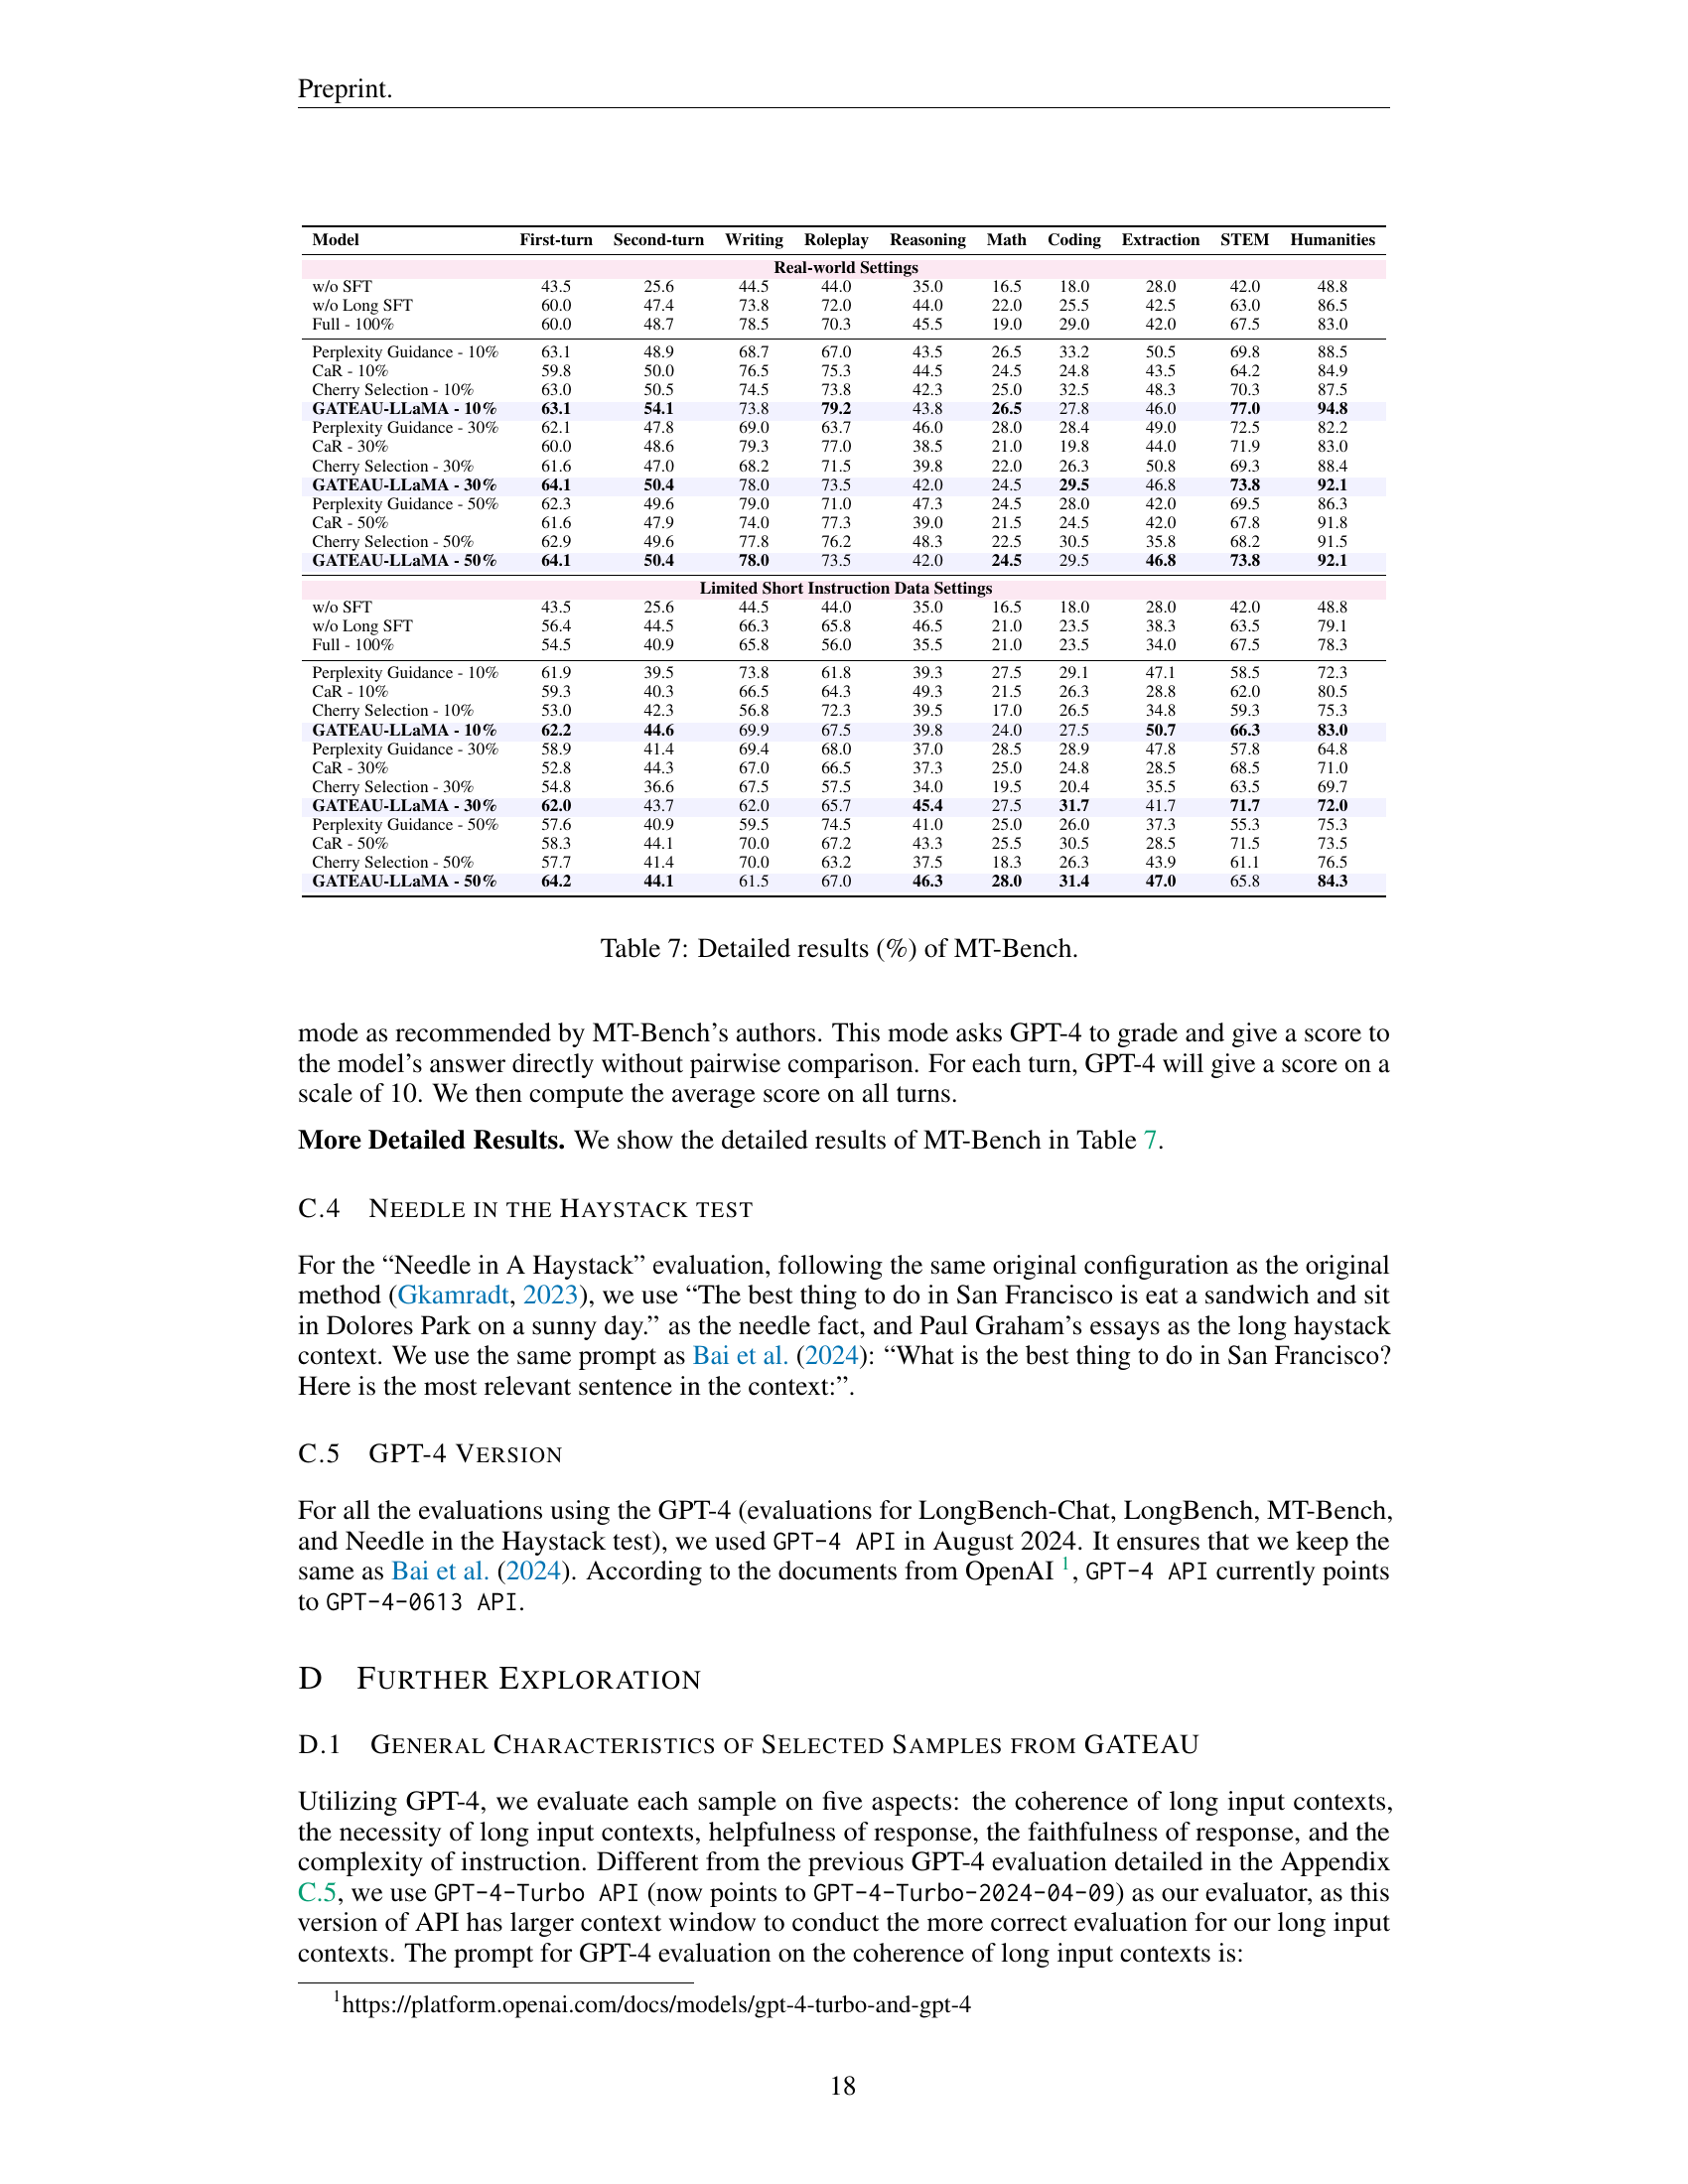 Preprint.
Model First-turn Second-turn Writing Roleplay Reasoning Math Coding Extraction STEM Humanities
Real-world Settings
w/o SFT 43.5 25.6 44.5 44.0 35.0 16.5 18.0 28.0 42.0 48.8
w/o Long SFT 60.0 47.4 73.8 72.0 44.0 22.0 25.5 42.5 63.0 86.5
Full - 100% 60.0 48.7 78.5 70.3 45.5 19.0 29.0 42.0 67.5 83.0
Perplexity Guidance - 10% 63.1 48.9 68.7 67.0 43.5 26.5 33.2 50.5 69.8 88.5
CaR - 10% 59.8 50.0 76.5 75.3 44.5 24.5 24.8 43.5 64.2 84.9
Cherry Selection - 10% 63.0 50.5 74.5 73.8 42.3 25.0 32.5 48.3 70.3 87.5
GATEAU-LLaMA - 10% 63.1 54.1 73.8 79.2 43.8 26.5 27.8 46.0 77.0 94.8
Perplexity Guidance - 30% 62.1 47.8 69.0 63.7 46.0 28.0 28.4 49.0 72.5 82.2
CaR - 30% 60.0 48.6 79.3 77.0 38.5 21.0 19.8 44.0 71.9 83.0
Cherry Selection - 30% 61.6 47.0 68.2 71.5 39.8 22.0 26.3 50.8 69.3 88.4
GATEAU-LLaMA - 30% 64.1 50.4 78.0 73.5 42.0 24.5 29.5 46.8 73.8 92.1
Perplexity Guidance - 50% 62.3 49.6 79.0 71.0 47.3 24.5 28.0 42.0 69.5 86.3
CaR - 50% 61.6 47.9 74.0 77.3 39.0 21.5 24.5 42.0 67.8 91.8
Cherry Selection - 50% 62.9 49.6 77.8 76.2 48.3 22.5 30.5 35.8 68.2 91.5
GATEAU-LLaMA - 50% 64.1 50.4 78.0 73.5 42.0 24.5 29.5 46.8 73.8 92.1
Limited Short Instruction Data Settings
w/o SFT 43.5 25.6 44.5 44.0 35.0 16.5 18.0 28.0 42.0 48.8
w/o Long SFT 56.4 44.5 66.3 65.8 46.5 21.0 23.5 38.3 63.5 79.1
Full - 100% 54.5 40.9 65.8 56.0 35.5 21.0 23.5 34.0 67.5 78.3
Perplexity Guidance - 10% 61.9 39.5 73.8 61.8 39.3 27.5 29.1 47.1 58.5 72.3
CaR - 10% 59.3 40.3 66.5 64.3 49.3 21.5 26.3 28.8 62.0 80.5
Cherry Selection - 10% 53.0 42.3 56.8 72.3 39.5 17.0 26.5 34.8 59.3 75.3
GATEAU-LLaMA - 10% 62.2 44.6 69.9 67.5 39.8 24.0 27.5 50.7 66.3 83.0
Perplexity Guidance - 30% 58.9 41.4 69.4 68.0 37.0 28.5 28.9 47.8 57.8 64.8
CaR - 30% 52.8 44.3 67.0 66.5 37.3 25.0 24.8 28.5 68.5 71.0
Cherry Selection - 30% 54.8 36.6 67.5 57.5 34.0 19.5 20.4 35.5 63.5 69.7
GATEAU-LLaMA - 30% 62.0 43.7 62.0 65.7 45.4 27.5 31.7 41.7 71.7 72.0
Perplexity Guidance - 50% 57.6 40.9 59.5 74.5 41.0 25.0 26.0 37.3 55.3 75.3
CaR - 50% 58.3 44.1 70.0 67.2 43.3 25.5 30.5 28.5 71.5 73.5
Cherry Selection - 50% 57.7 41.4 70.0 63.2 37.5 18.3 26.3 43.9 61.1 76.5
GATEAU-LLaMA - 50% 64.2 44.1 61.5 67.0 46.3 28.0 31.4 47.0 65.8 84.3
Table 7: Detailed results (%) of MT-Bench.
mode as recommended by MT-Bench's authors. This mode asks GPT-4 to grade and give a score to
the model's answer directly without pairwise comparison. For each turn, GPT-4 will give a score on a
scale of 10. We then compute the average score on all turns.
More Detailed Results. We show the detailed results of MT-Bench in Table 7.
C.4 NEEDLE IN THE HAYSTACK TEST
For the “Needle in A Haystack” evaluation, following the same original configuration as the original
method (Gkamradt, 2023), we use “The best thing to do in San Francisco is eat a sandwich and sit
in Dolores Park on a sunny day.” as the needle fact, and Paul Graham's essays as the long haystack
context. We use the same prompt as Bai et al. (2024): “What is the best thing to do in San Francisco?
Here is the most relevant sentence in the context:”.
C.5 GPT-4 VERSION
For all the evaluations using the GPT-4 (evaluations for LongBench-Chat, LongBench, MT-Bench,
and Needle in the Haystack test), we used GPT-4 API in August 2024. It ensures that we keep the
same as Bai et al. (2024). According to the documents from OpenAI 1, GPT-4 API currently points
to GPT-4-0613 API.
D FURTHER EXPLORATION
D.1 GENERAL CHARACTERISTICS OF SELECTED SAMPLES FROM GATEAU
Utilizing GPT-4, we evaluate each sample on five aspects: the coherence of long input contexts,
the necessity of long input contexts, helpfulness of response, the faithfulness of response, and the
complexity of instruction. Different from the previous GPT-4 evaluation detailed in the Appendix
C.5, we use GPT-4-Turbo API (now points to GPT-4-Turbo-2024-04-09) as our evaluator, as this
version of API has larger context window to conduct the more correct evaluation for our long input
contexts. The prompt for GPT-4 evaluation on the coherence of long input contexts is:
1https://platform.openai.com/docs/models/gpt-4-turbo-and-gpt-4
18